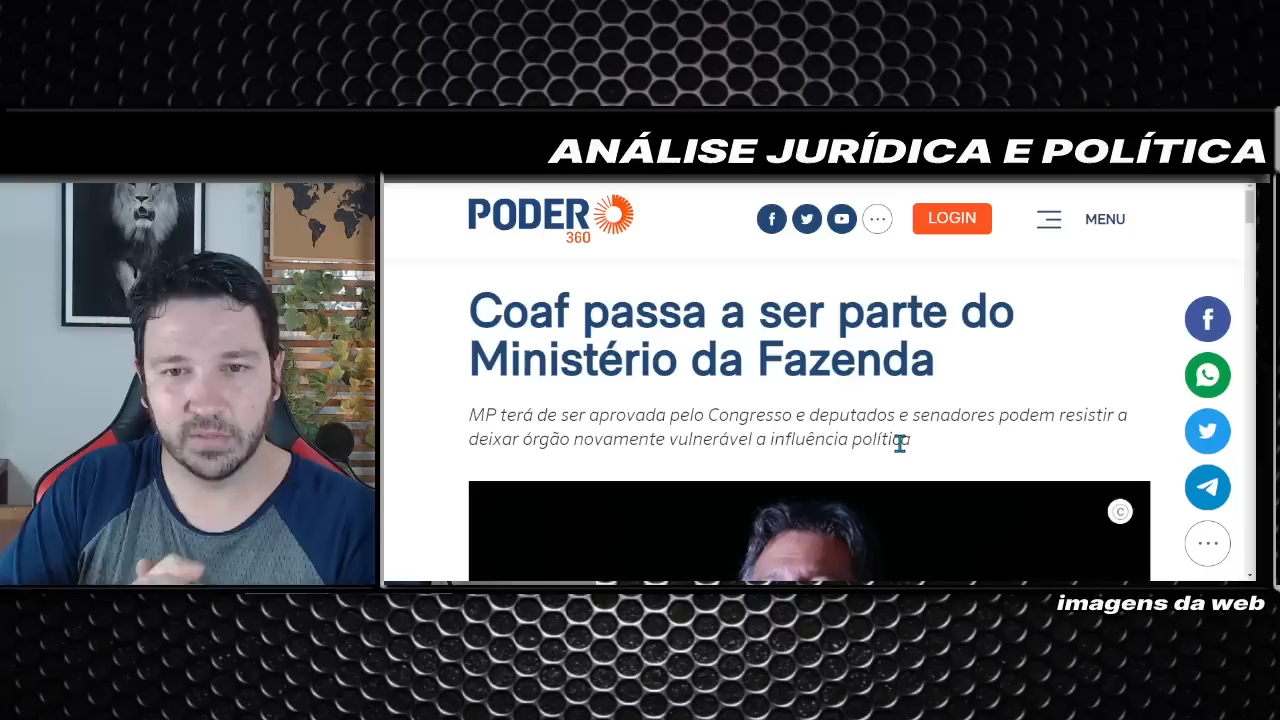 ANÁLISE JURÍDICA E POLÍTICA
PODER
360
LOGIN
MENU
Coaf passa a ser parte do
Ministério da Fazenda
MP terá de ser aprovada pelo Congresso e deputados e senadores podem resistir a
deixar órgão novamente vulnerável a influência política
imagens da web